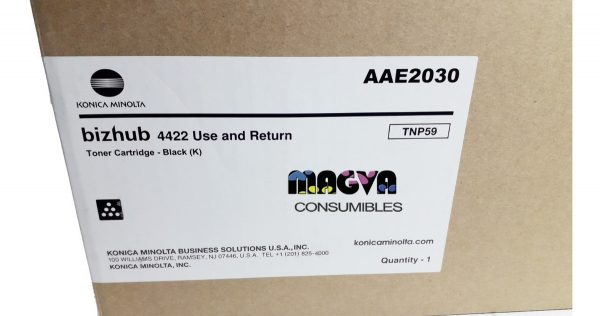 AAE2030
KONICA MINOLTA
bizhub 4422 Use and Return
TNP59
Toner Cartridge - Black (K)
MAGVA
CONSUMIBLES
KONICA MINOLTA BUSINESS SOLUTIONS U.S.A., INC.
100 WILLIAMS DRIVE, RAMSEY, NJ 07446, U.S.A. TEL +1 (201) 825-4000
KONICA MINOLTA, INC.
konicaminolta.com
Quantity - 1